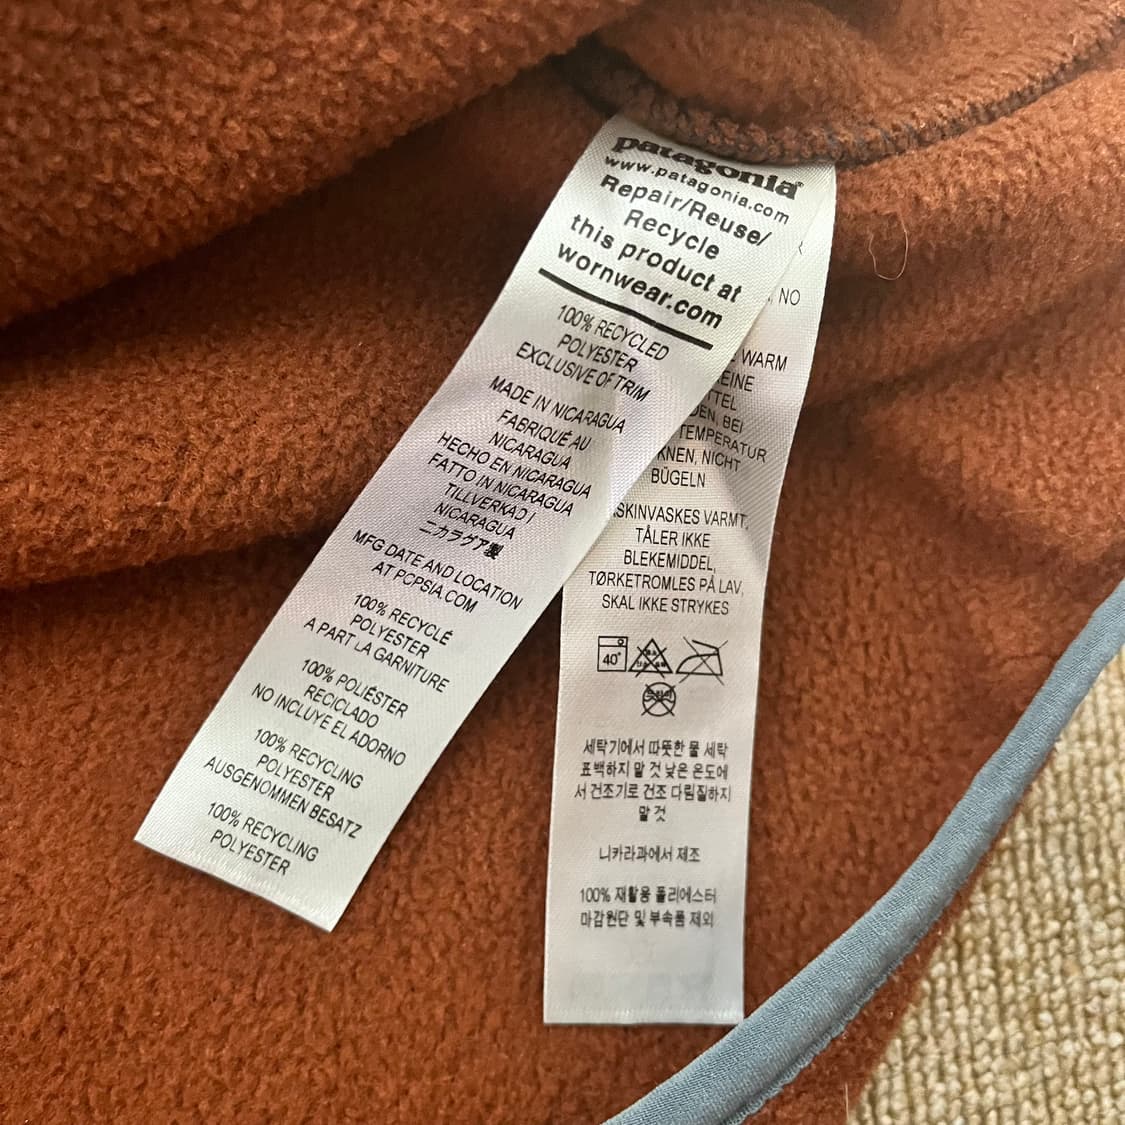 patagonia®
www.patagonia.com
Repair/Reuse/
Recycle
this product at
wornwear.com
100% RECYCLED
POLYESTER
EXCLUSIVE OF TRIM
MADE IN NICARAGUA
FABRIQUÉ AU
NICARAGUA
HECHO EN NICARAGUA
FATTO IN NICARAGUA
TILLVERKAD I
NICARAGUA
ニカラグア製
MFG DATE AND LOCATION
AT PCPSIA.COM
100% RECYCLÉ
POLYESTER
A PART LA GARNITURE
100% POLIÉSTER
RECICLADO
NO INCLUYE EL ADORNO
100% RECYCLING
POLYESTER
AUSGENOMMEN BESATZ
100% RECYCLING
POLYESTER
, NO
WARM
EINE
TTEL
DEN, BEI
TEMPERATUR
KNEN, NICHT
BÜGELN
SKINVASKES VARMT,
TÅLER IKKE
BLEKEMIDDEL,
TØRKETROMLES PÅ LAV,
SKAL IKKE STRYKES
40°
세탁기에서 따뜻한 물 세탁
표백하지 말 것 낮은 온도에
서 건조기로 건조 다림질하지
말 것
니카라과에서 제조
100% 재활용 폴리에스터
마감원단 및 부속품 제외